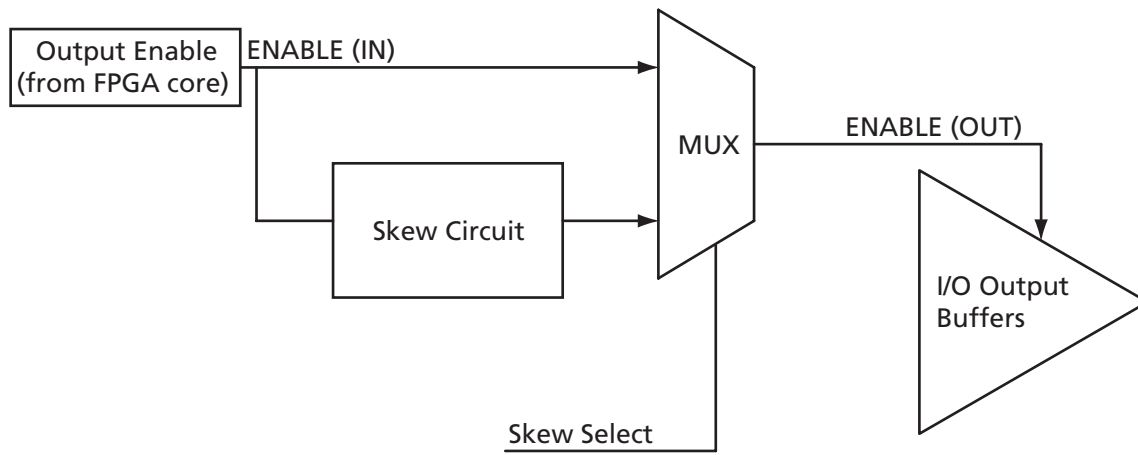 Output Enable
(from FPGA core)
ENABLE (IN)
MUX
ENABLE (OUT)
Skew Circuit
I/O Output
Buffers
Skew Select